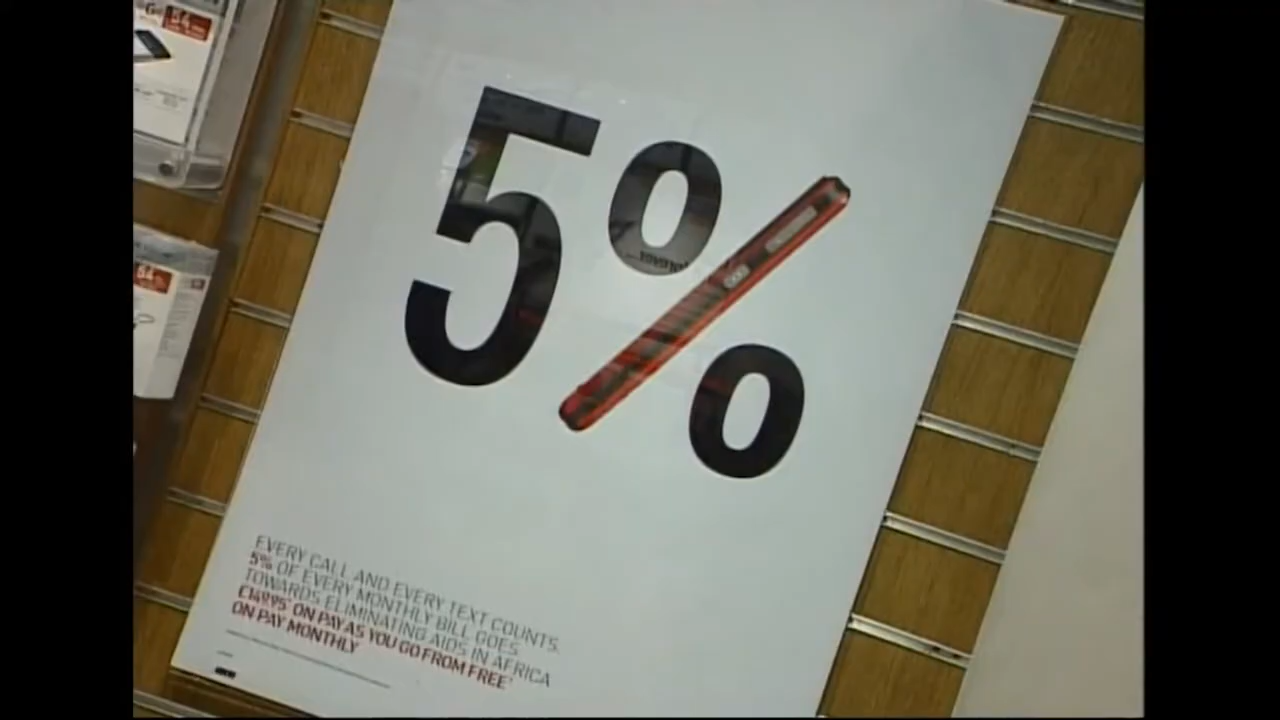 5%
EVERY CALL AND EVERY TEXT COUNTS.
5% OF EVERY MONTHLY BILL GOES
TOWARDS ELIMINATING AIDS IN AFRICA
£149.95* ON PAY AS YOU GO FROM FREE*
ON PAY MONTHLY